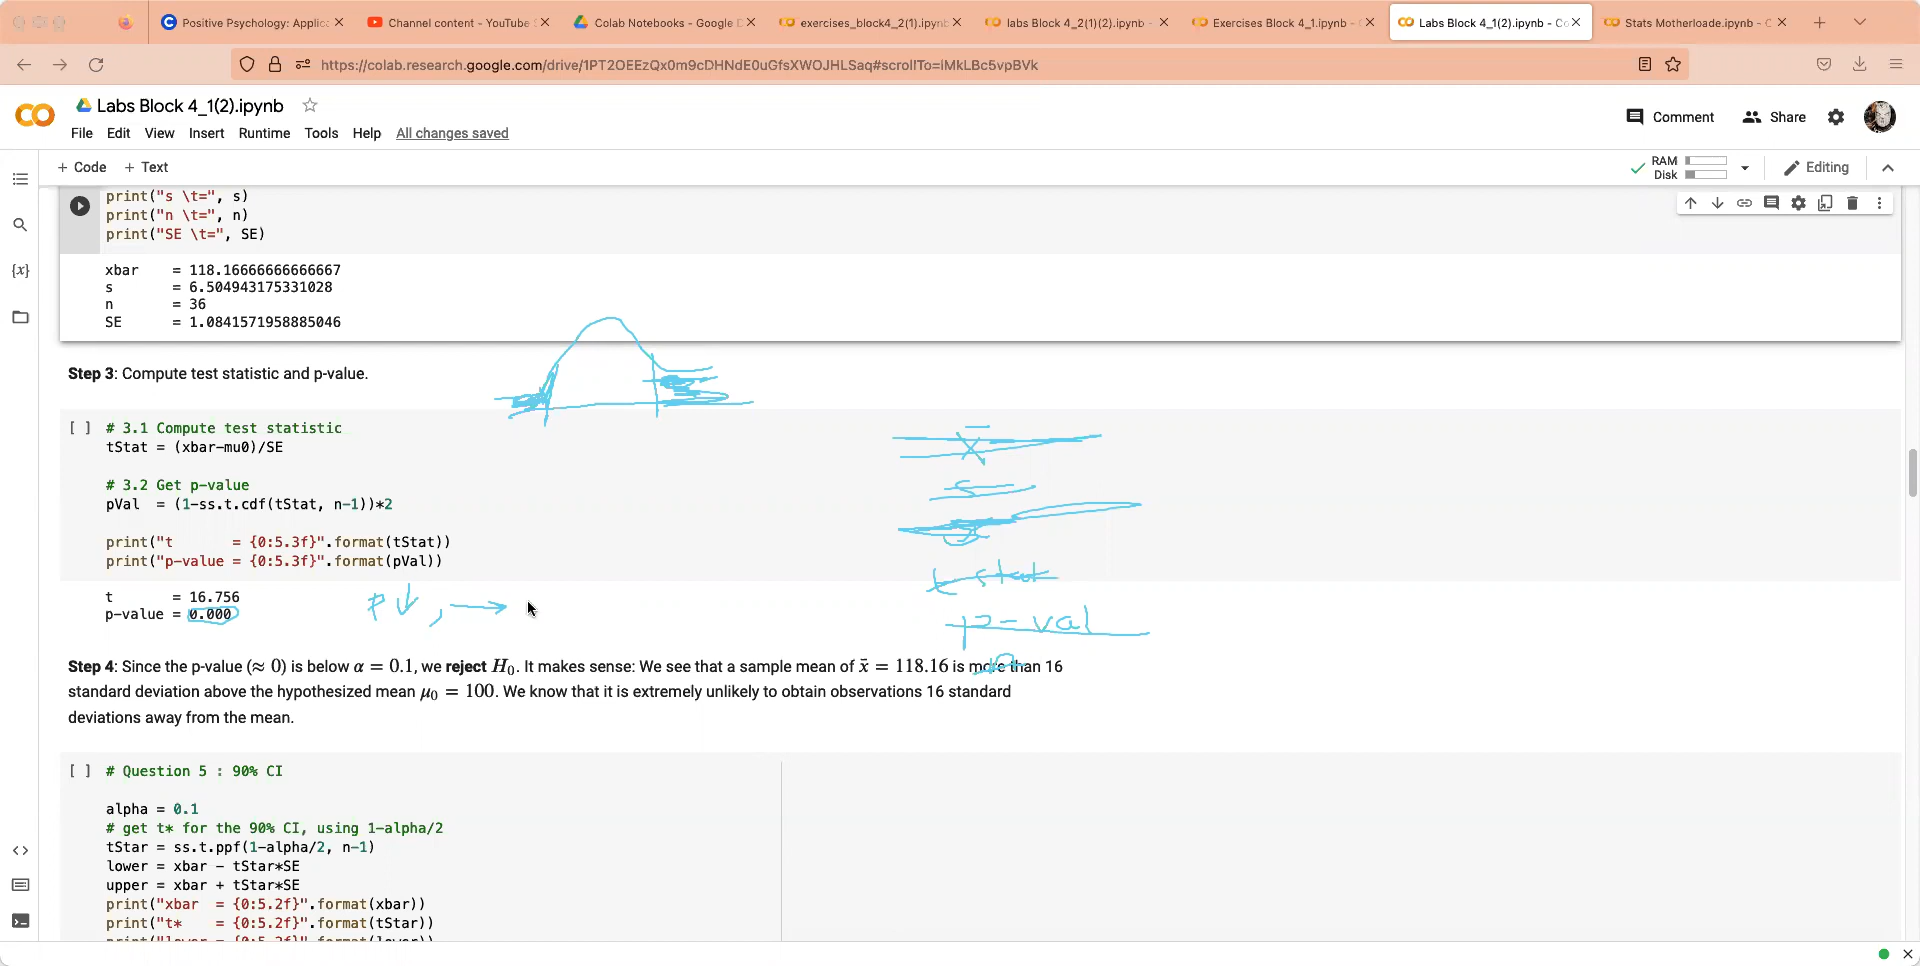 Positive Psychology: Applic
Channel content - YouTube
Colab Notebooks - Google D
exercises_block4_2(1).ipynb
labs Block 4_2(1)(2).ipynb -
Exercises Block 4_1.ipynb -
Labs Block 4_1(2).ipynb - Co
Stats Motherloade.ipynb - C
https://colab.research.google.com/drive/1PT2OEEzQx0m9cDHNdE0uGfsXWOJHLSaq#scrollTo=iMkLBc5vpBVk
CO
Labs Block 4_1(2).ipynb
Comment
Share
File Edit View Insert Runtime Tools Help All changes saved
+ Code + Text
RAM
Disk
Editing
print("s \t=", s)
print("n \t=", n)
print("SE \t=", SE)
{x}
xbar = 118.16666666666667
s = 6.504943175331028
n = 36
SE = 1.0841571958885046
Step 3: Compute test statistic and p-value.
[ ] # 3.1 Compute test statistic
tStat = (xbar-mu0)/SE
x̄
# 3.2 Get p-value
s
pVal = (1-ss.t.cdf(tStat, n-1))*2
print("t = {0:5.3f}".format(tStat))
print("p-value = {0:5.3f}".format(pVal))
t stat
t = 16.756
p-value = 0.000
P ↓, →
p-val
Step 4: Since the p-value (≈ 0) is below α = 0.1, we reject H₀. It makes sense: We see that a sample mean of x̄ = 118.16 is more than 16
standard deviation above the hypothesized mean μ₀ = 100. We know that it is extremely unlikely to obtain observations 16 standard
deviations away from the mean.
[ ] # Question 5 : 90% CI
alpha = 0.1
# get t* for the 90% CI, using 1-alpha/2
tStar = ss.t.ppf(1-alpha/2, n-1)
lower = xbar - tStar*SE
upper = xbar + tStar*SE
print("xbar = {0:5.2f}".format(xbar))
print("t* = {0:5.2f}".format(tStar))
print("lower = {0:5.2f}".format(lower))